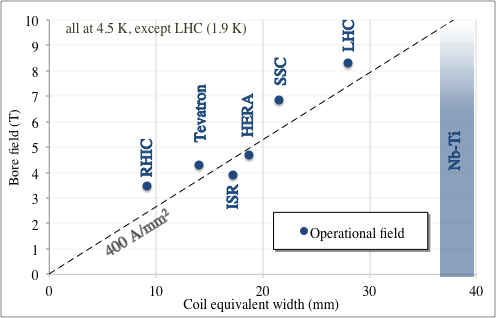 all at 4.5 K, except LHC (1.9 K)
Bore field (T)
10
9
8
7
6
5
4
3
2
1
0
RHIC
Tevatron
ISR
HERA
SSC
LHC
Nb-Ti
400 A/mm²
Operational field
0
10
20
30
40
Coil equivalent width (mm)